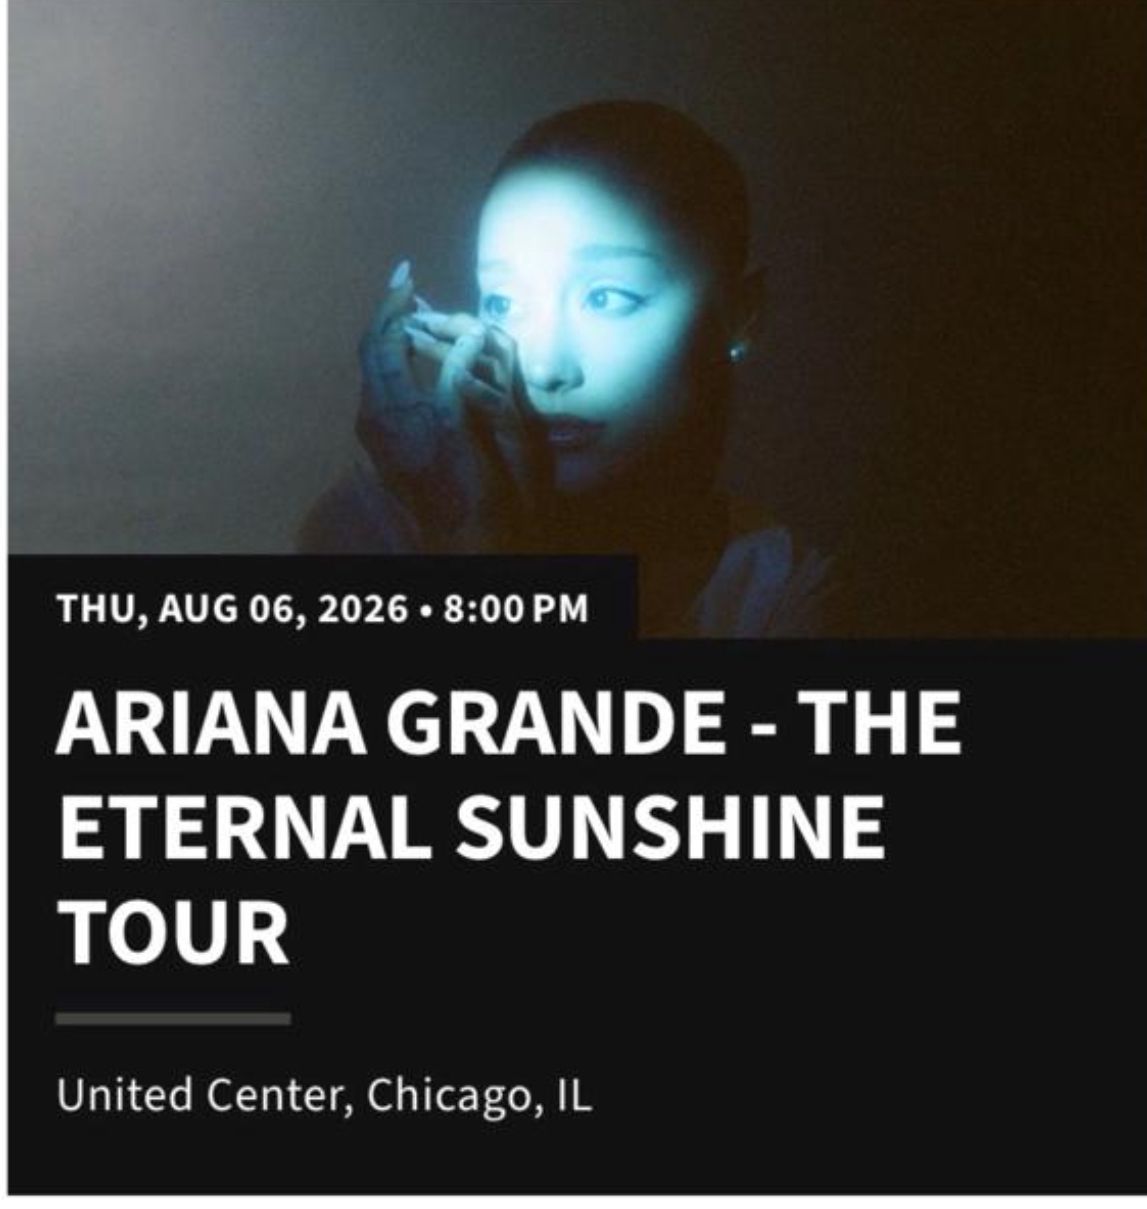 THU, AUG 06, 2026 • 8:00 PM
ARIANA GRANDE - THE
ETERNAL SUNSHINE
TOUR
United Center, Chicago, IL